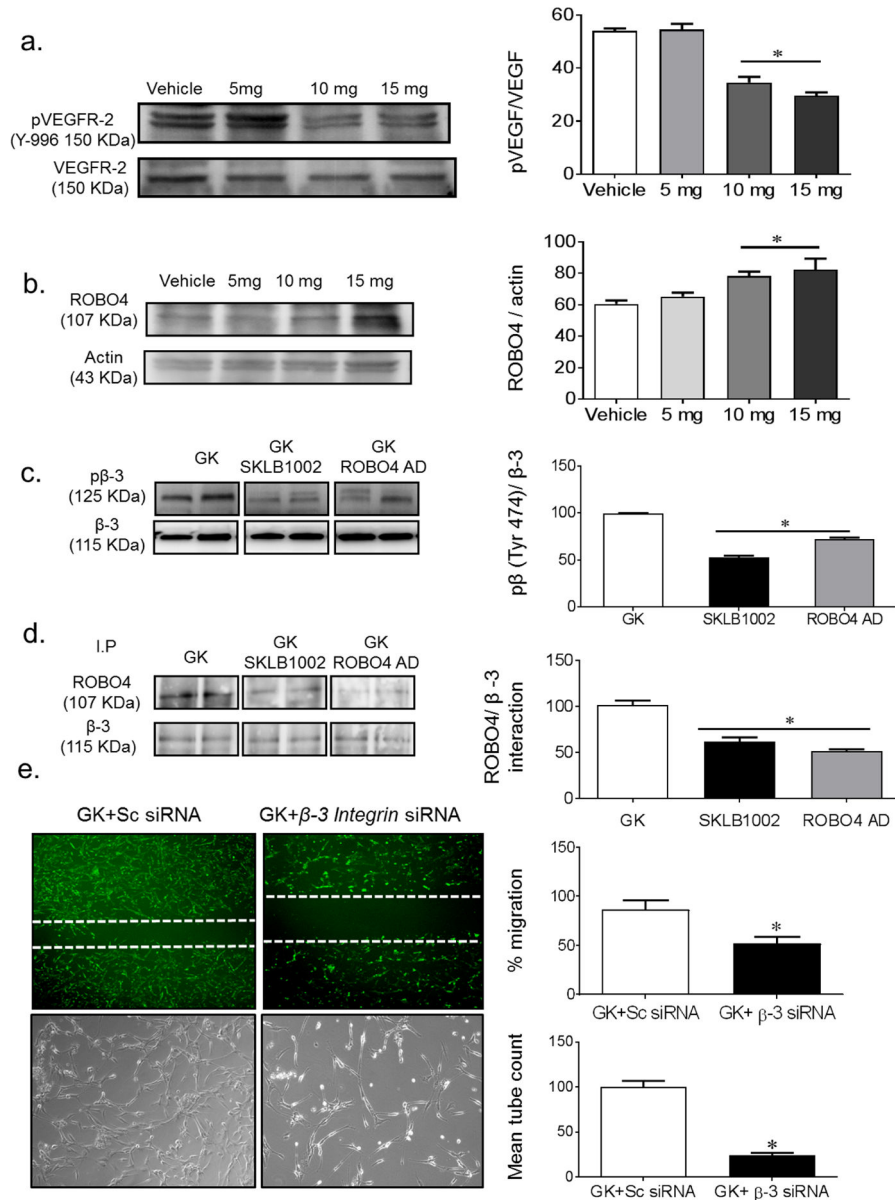 a.
Vehicle 5mg 10 mg 15 mg
pVEGFR-2
(Y-996 150 KDa)
VEGFR-2
(150 KDa)
pVEGF/VEGF
60
40
20
0
*
Vehicle 5 mg 10 mg 15 mg
b.
Vehicle 5mg 10 mg 15 mg
ROBO4
(107 KDa)
Actin
(43 KDa)
ROBO4 / actin
100
80
60
40
20
0
*
Vehicle 5 mg 10 mg 15 mg
c.
GK
GK
SKLB1002
GK
ROBO4 AD
pβ-3
(125 KDa)
β-3
(115 KDa)
pβ (Tyr 474)/ β-3
150
100
50
0
*
GK SKLB1002 ROBO4 AD
d.
I.P
GK
GK
SKLB1002
GK
ROBO4 AD
ROBO4
(107 KDa)
β-3
(115 KDa)
ROBO4/ β -3
interaction
150
100
50
0
*
GK SKLB1002 ROBO4 AD
e.
GK+Sc siRNA GK+β-3 Integrin siRNA
% migration
150
100
50
0
*
GK+Sc siRNA GK+ β-3 siRNA
Mean tube count
150
100
50
0
*
GK+Sc siRNA GK+ β-3 siRNA